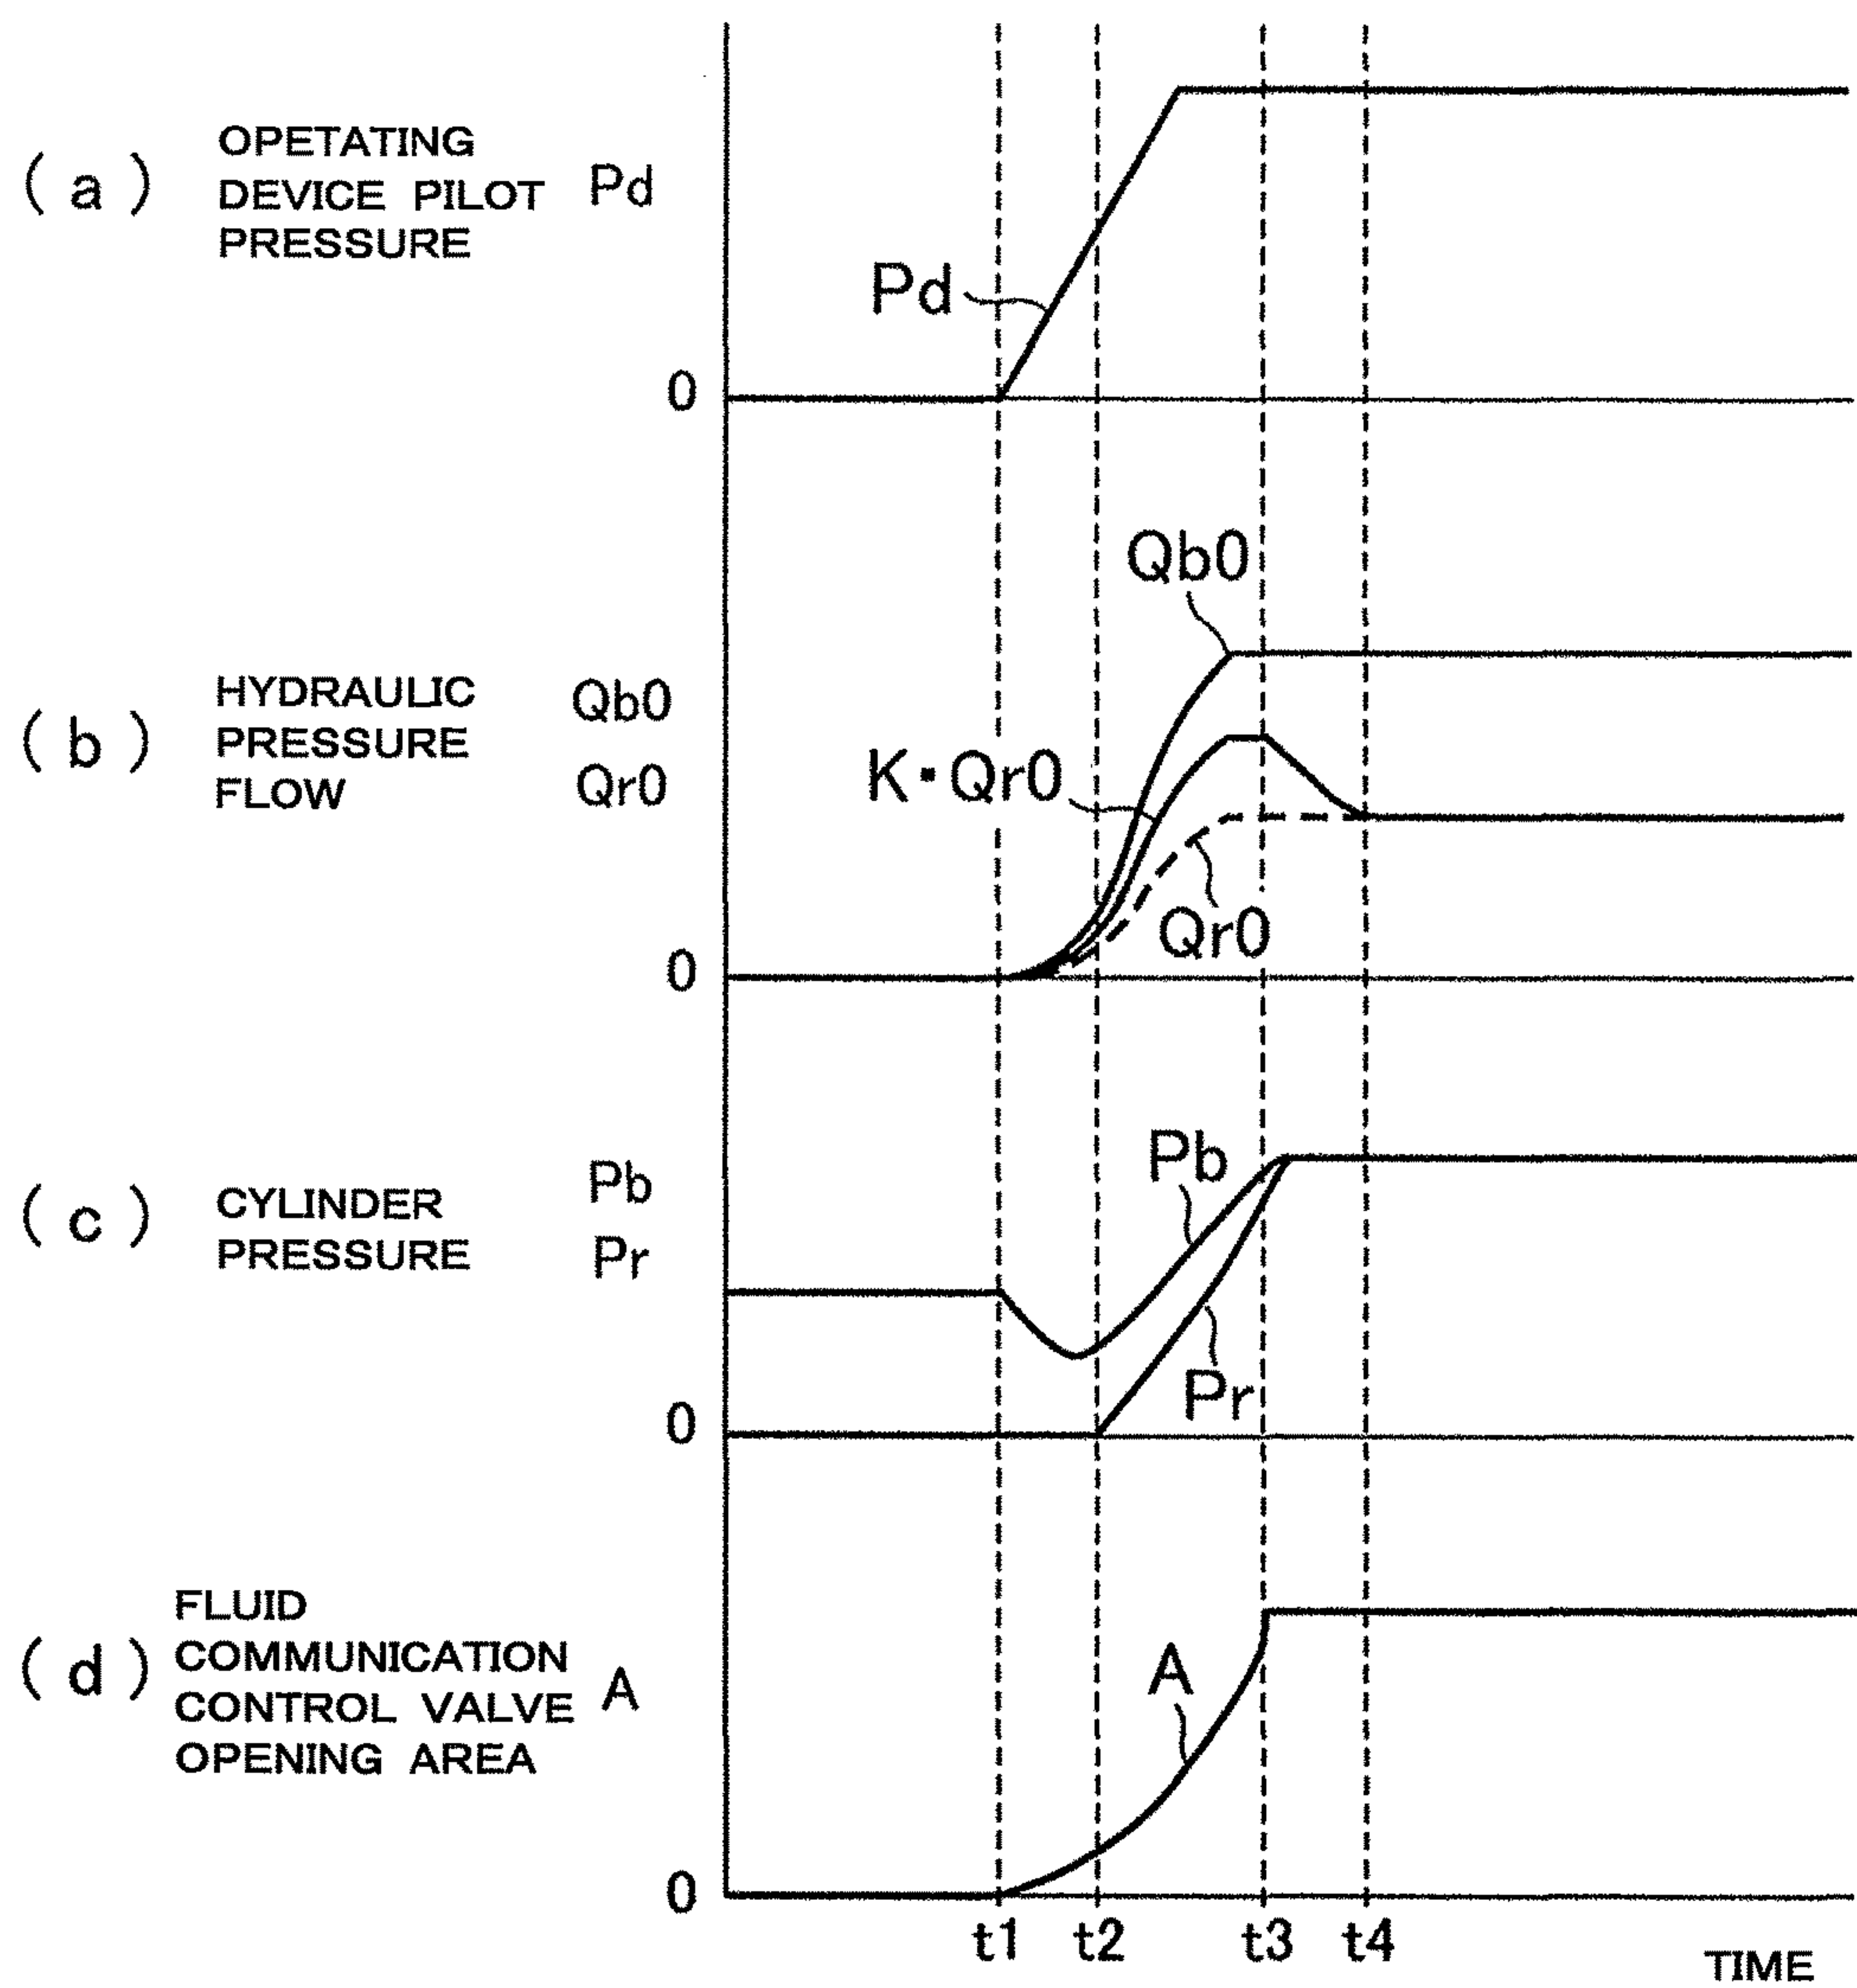 (a)
OPETATING
DEVICE PILOT
PRESSURE
Pd
Pd
0
(b)
HYDRAULIC
PRESSURE
FLOW
Qb0
Qr0
Qb0
K・Qr0
Qr0
0
(c)
CYLINDER
PRESSURE
Pb
Pr
Pb
Pr
0
(d)
FLUID
COMMUNICATION
CONTROL VALVE
OPENING AREA
A
A
0
t1 t2 t3 t4
TIME